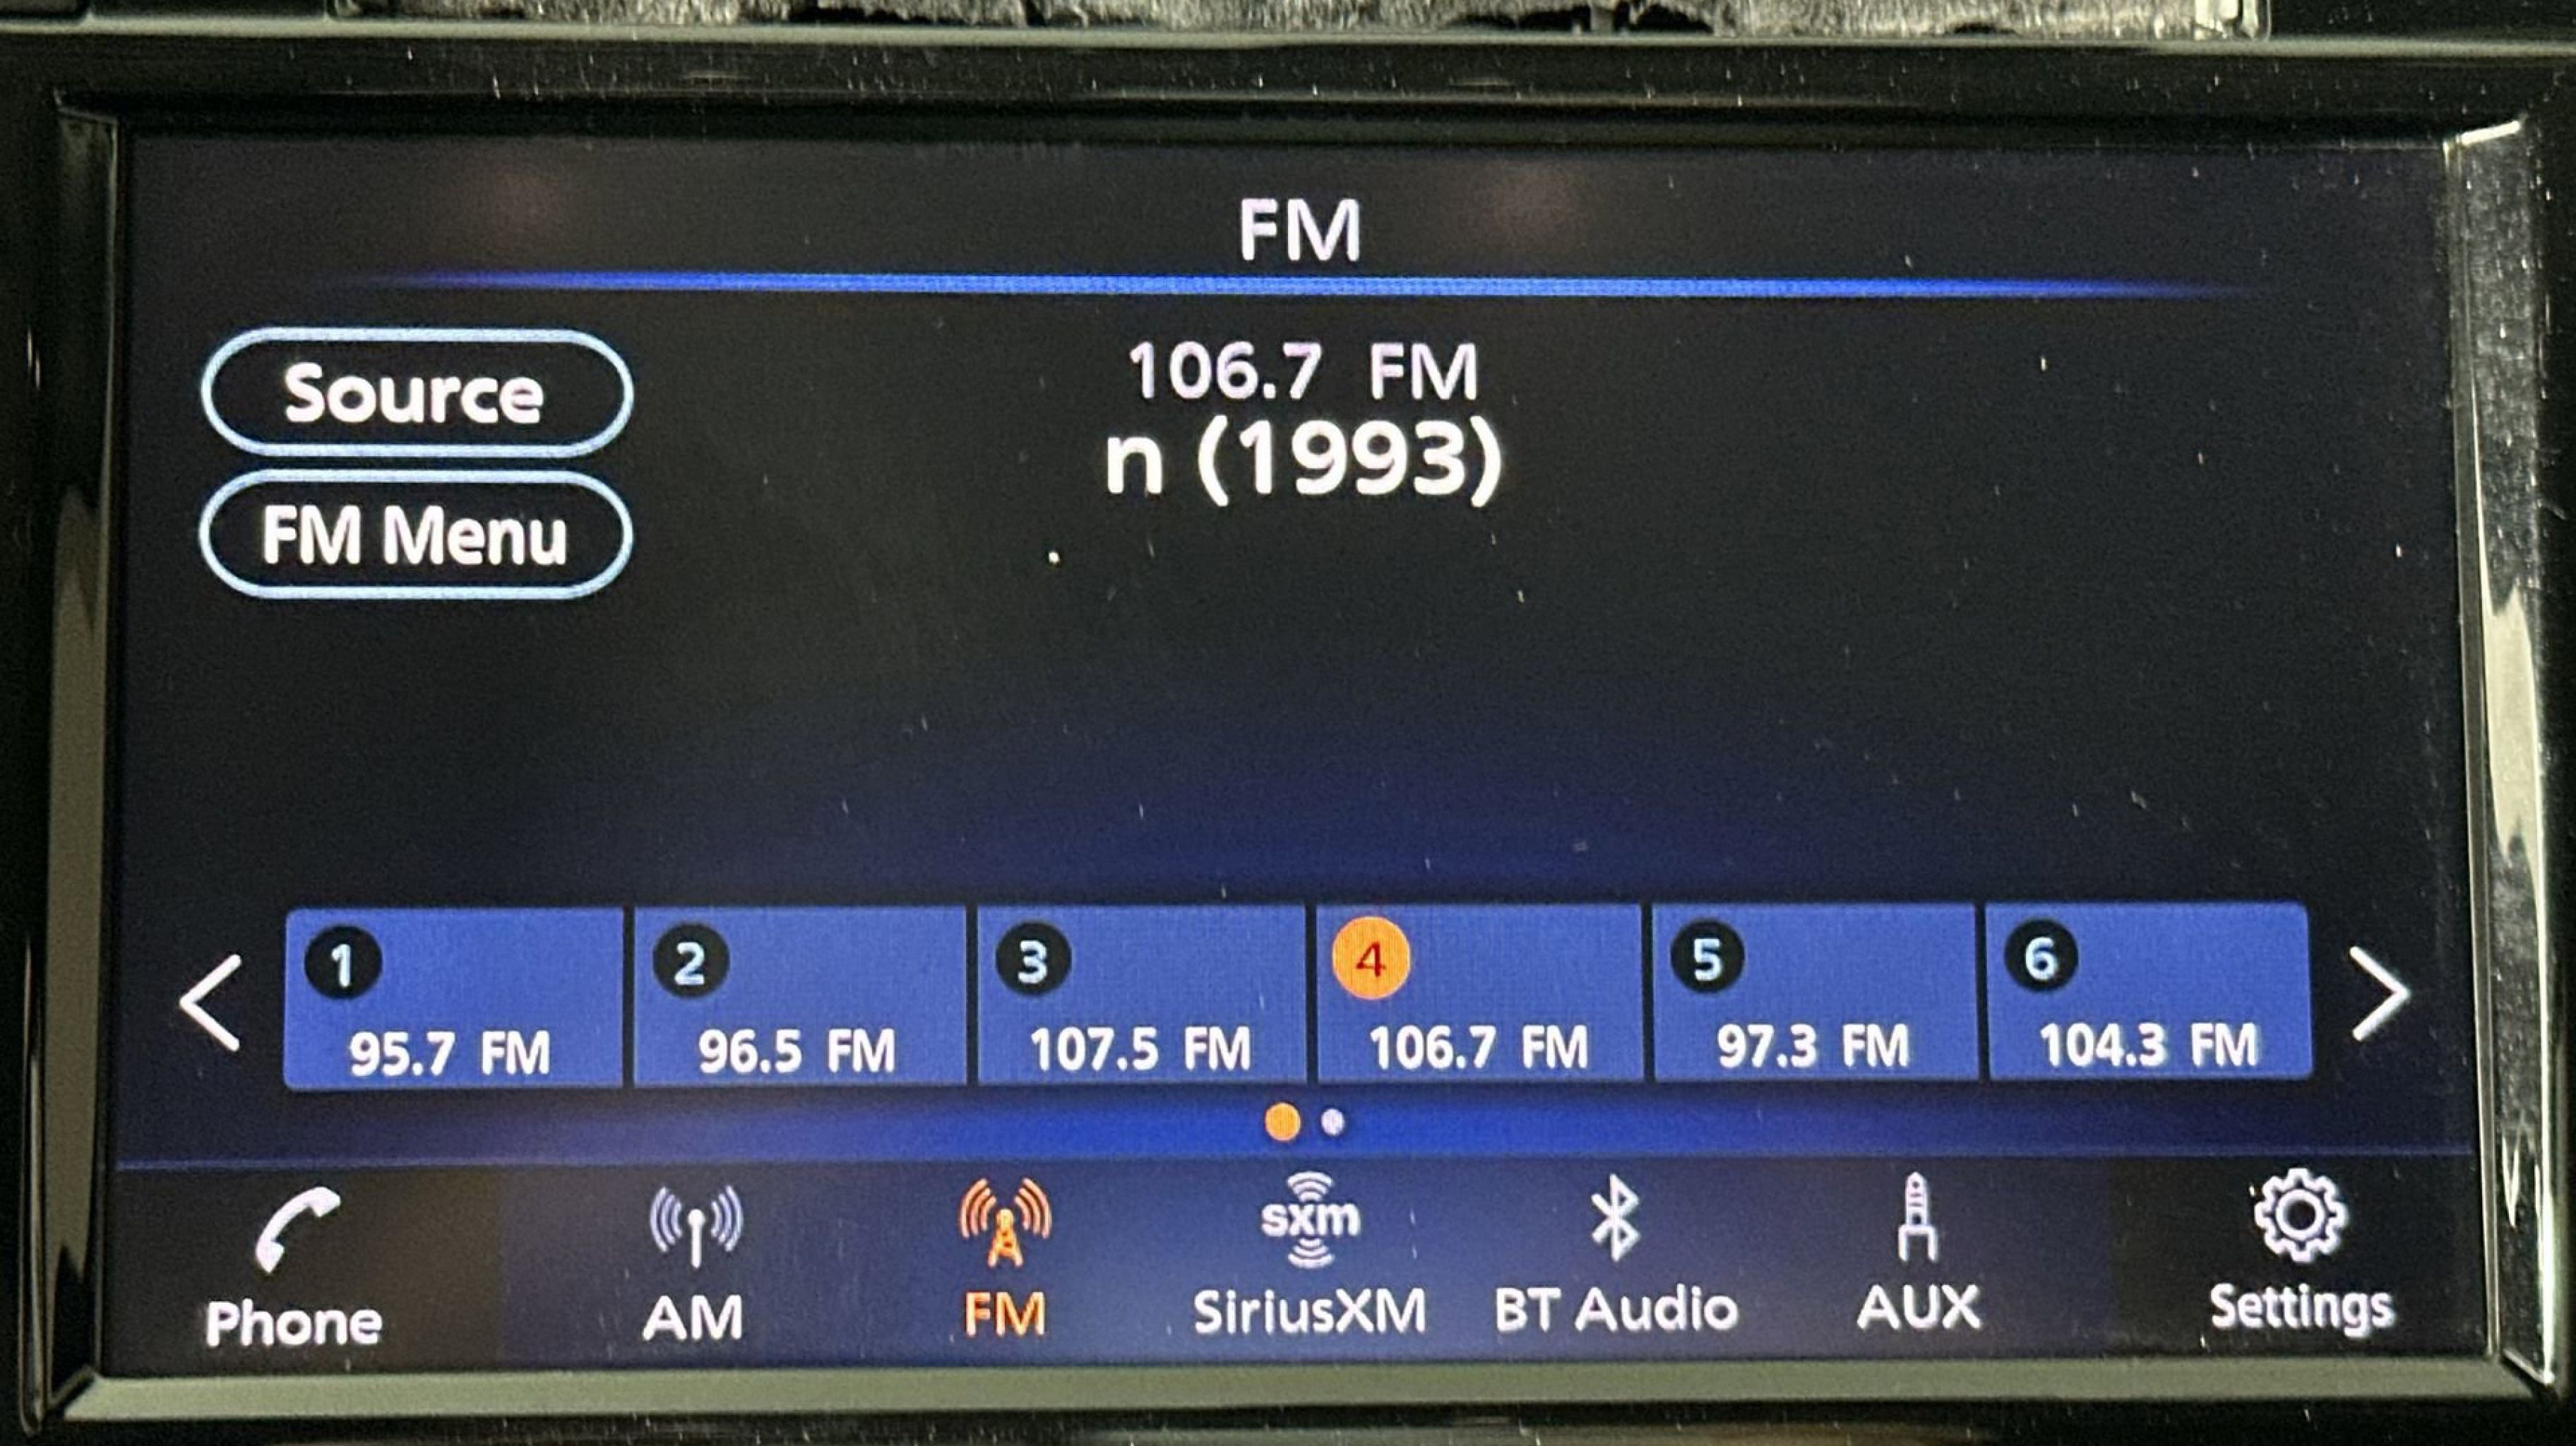 FM
Source
FM Menu
106.7 FM
n (1993)
1
95.7 FM
2
96.5 FM
3
107.5 FM
4
106.7 FM
5
97.3 FM
6
104.3 FM
Phone
AM
FM
sxm
SiriusXM
BT Audio
AUX
Settings